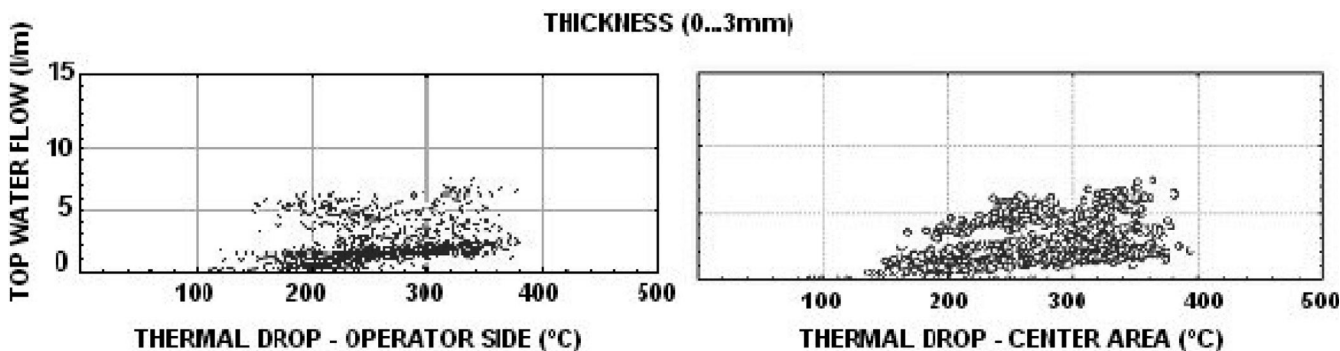 THICKNESS (0...3mm)
TOP WATER FLOW (l/m)
15
10
5
0
100 200 300 400 500
100 200 300 400 500
THERMAL DROP - OPERATOR SIDE (°C)
THERMAL DROP - CENTER AREA (°C)